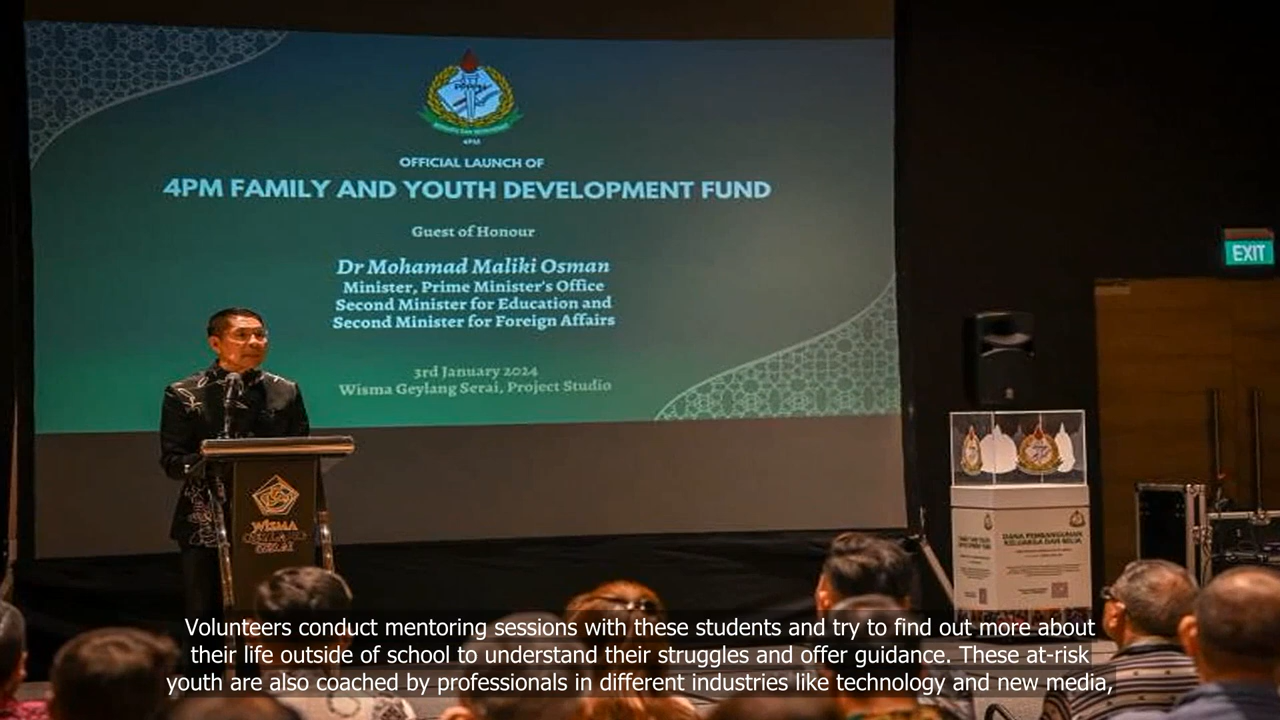 4PM
OFFICIAL LAUNCH OF
4PM FAMILY AND YOUTH DEVELOPMENT FUND
Guest of Honour
Dr Mohamad Maliki Osman
Minister, Prime Minister's Office
Second Minister for Education and
Second Minister for Foreign Affairs
3rd January 2024
Wisma Geylang Serai, Project Studio
EXIT
WISMA
GEYLANG
SERAI
DANA PEMBANGUNAN
KELUARGA DAN BELIA
Volunteers conduct mentoring sessions with these students and try to find out more about
their life outside of school to understand their struggles and offer guidance. These at-risk
youth are also coached by professionals in different industries like technology and new media,